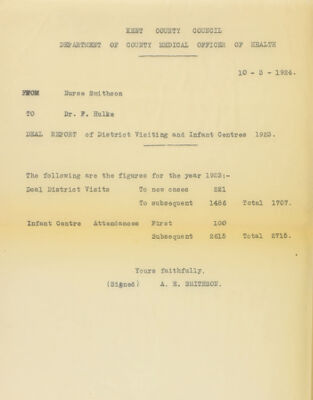 KENT COUNTY COUNCIL
DEPARTMENT OF COUNTY MEDICAL OFFICER OF HEALTH
10 - 3 - 1924.
FROM Nurse Smithson
TO Dr. F. Hulke
DEAL REPORT of District Visiting and Infant Centres 1923.
The following are the figures for the year 1923:-
Deal District Visits To new cases 221
To subsequent 1486 Total 1707.
Infant Centre Attendances First 100
Subsequent 2615 Total 2715.
Yours faithfully,
(Signed) A. E. SMITHSON.